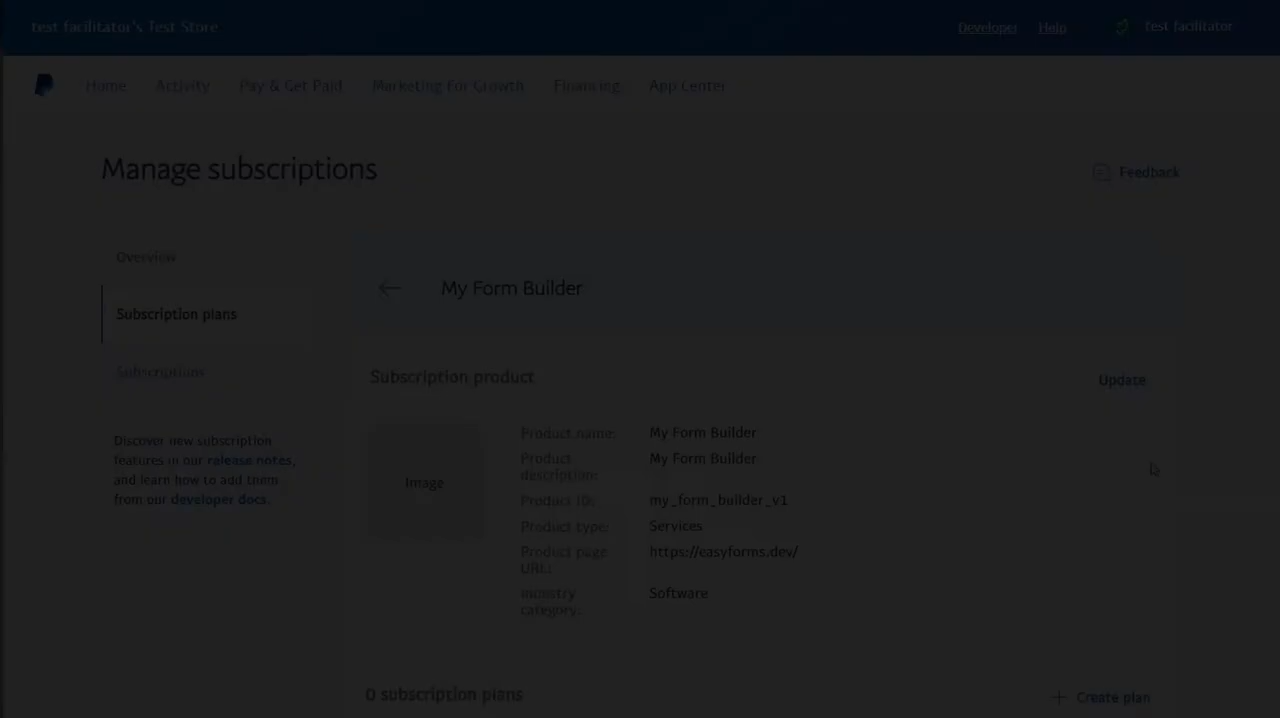 test facilitator's Test Store
Developer Help test facilitator
Home Activity Pay & Get Paid Marketing For Growth Financing App Center
Manage subscriptions
Feedback
Overview
Subscription plans
Subscriptions
Discover new subscription
features in our release notes,
and learn how to add them
from our developer docs.
My Form Builder
Subscription product
Update
Image
Product name: My Form Builder
Product
description:
My Form Builder
Product ID: my_form_builder_v1
Product type: Services
Product page
URL:
https://easyforms.dev/
Industry
category:
Software
0 subscription plans
+ Create plan